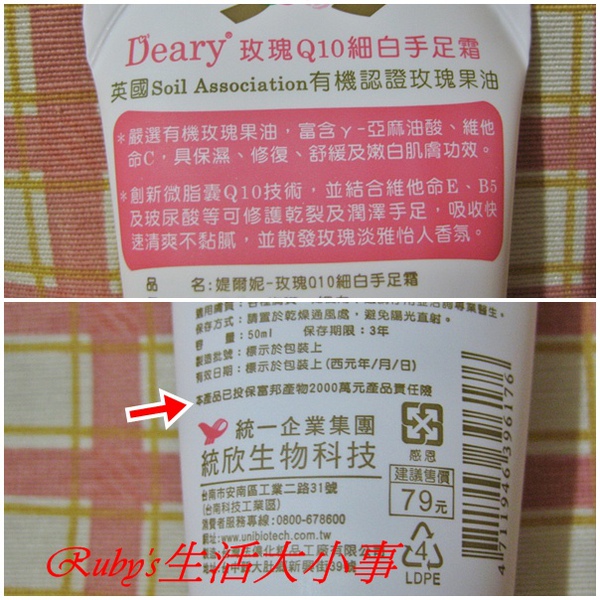 Deary® 玫瑰Q10細白手足霜
英國Soil Association有機認證玫瑰果油
*嚴選有機玫瑰果油，富含γ-亞麻油酸、維他
命C，具保濕、修復、舒緩及嫩白肌膚功效。
*創新微脂囊Q10技術，並結合維他命E、B5
及玻尿酸等可修護乾裂及潤澤手足，吸收快
速清爽不黏膩，並散發玫瑰淡雅怡人香氛。
品 名:媞爾妮-玫瑰Q10細白手足霜
保存方式：請置於乾燥通風處，避免陽光直射。
容 量：50ml 保存期限：3年
製造批號：標示於包裝上
有效日期：標示於包裝上(西元年/月/日)
本產品已投保富邦產物2000萬元產品責任險
統一企業集團
統欣生物科技
台南市安南區工業二路31號
(台南科技工業區)
消費者服務專線:0800-678600
www.unibiotech.com.tw
感恩
建議售價
79元
4
LDPE
4 711194 639617 6
Ruby's生活大小事